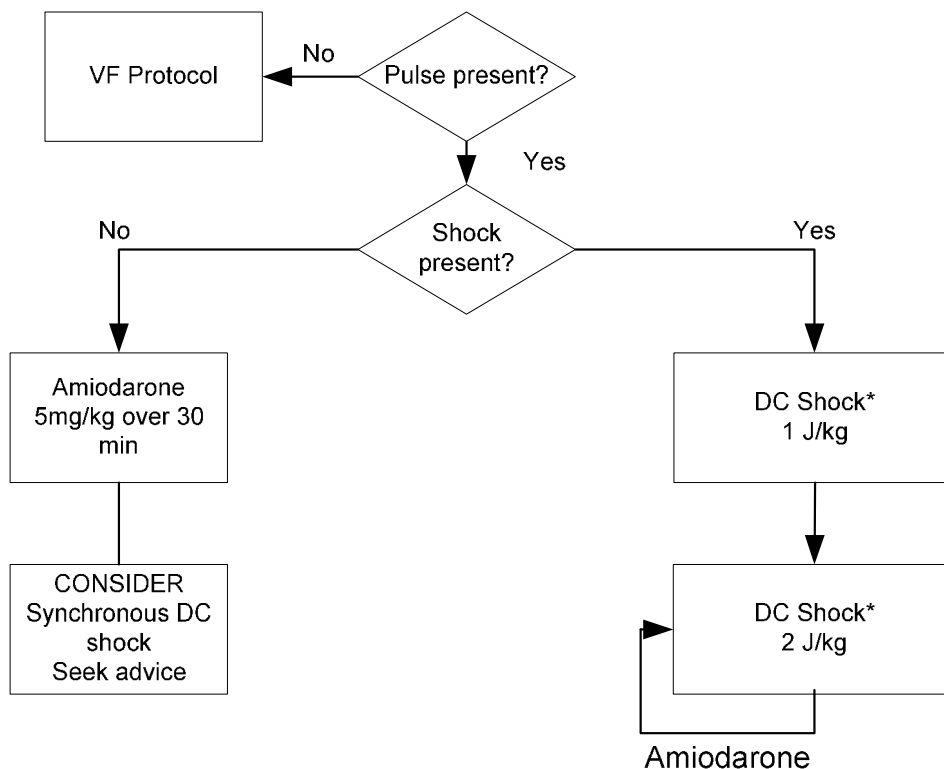 VF Protocol
No
Pulse present?
Yes
Shock
present?
No
Yes
Amiodarone
5mg/kg over 30
min
DC Shock*
1 J/kg
CONSIDER
Synchronous DC
shock
Seek advice
DC Shock*
2 J/kg
Amiodarone